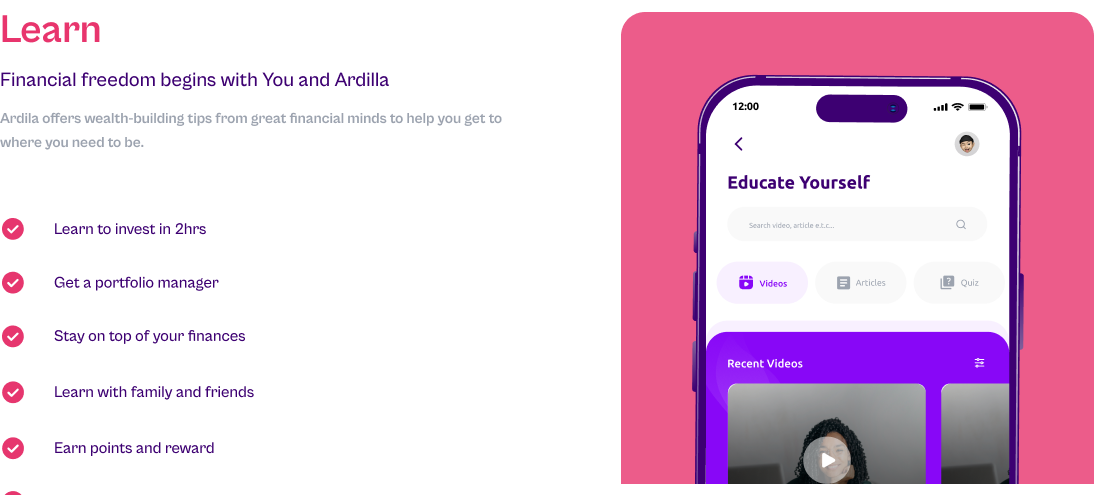 Learn
Financial freedom begins with You and Ardilla
Ardila offers wealth-building tips from great financial minds to help you get to
where you need to be.
Learn to invest in 2hrs
Get a portfolio manager
Stay on top of your finances
Learn with family and friends
Earn points and reward
12:00
Educate Yourself
Search video, article e.t.c...
Videos
Articles
Quiz
Recent Videos